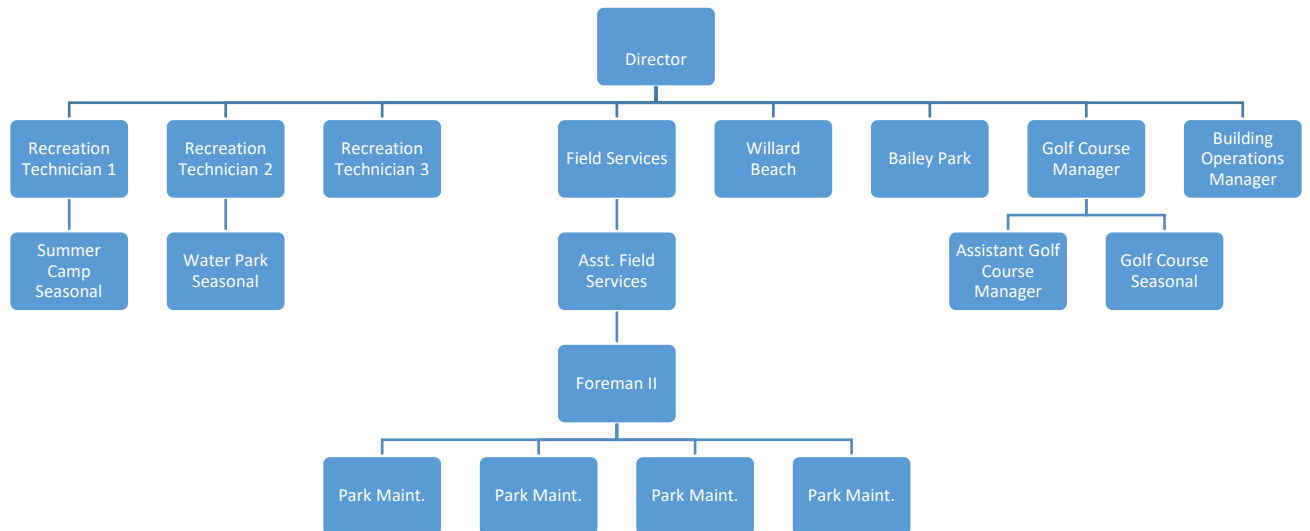 Director
Recreation
Technician 1
Recreation
Technician 2
Recreation
Technician 3
Field Services
Willard
Beach
Bailey Park
Golf Course
Manager
Building
Operations
Manager
Summer
Camp
Seasonal
Water Park
Seasonal
Asst. Field
Services
Assistant Golf
Course
Manager
Golf Course
Seasonal
Foreman II
Park Maint.
Park Maint.
Park Maint.
Park Maint.